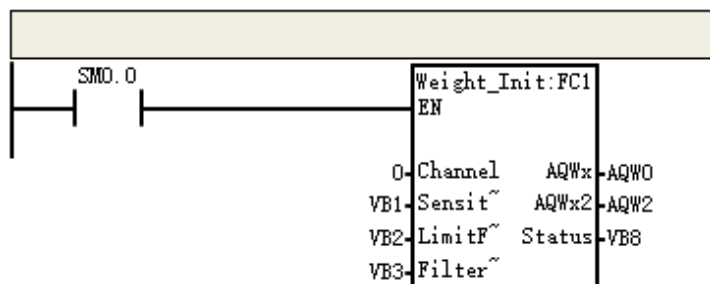 SM0.0
Weight_Init:FC1
EN
0 Channel AQWx AQW0
VB1 Sensit~ AQWx2 AQW2
VB2 LimitF~ Status VB8
VB3 Filter~